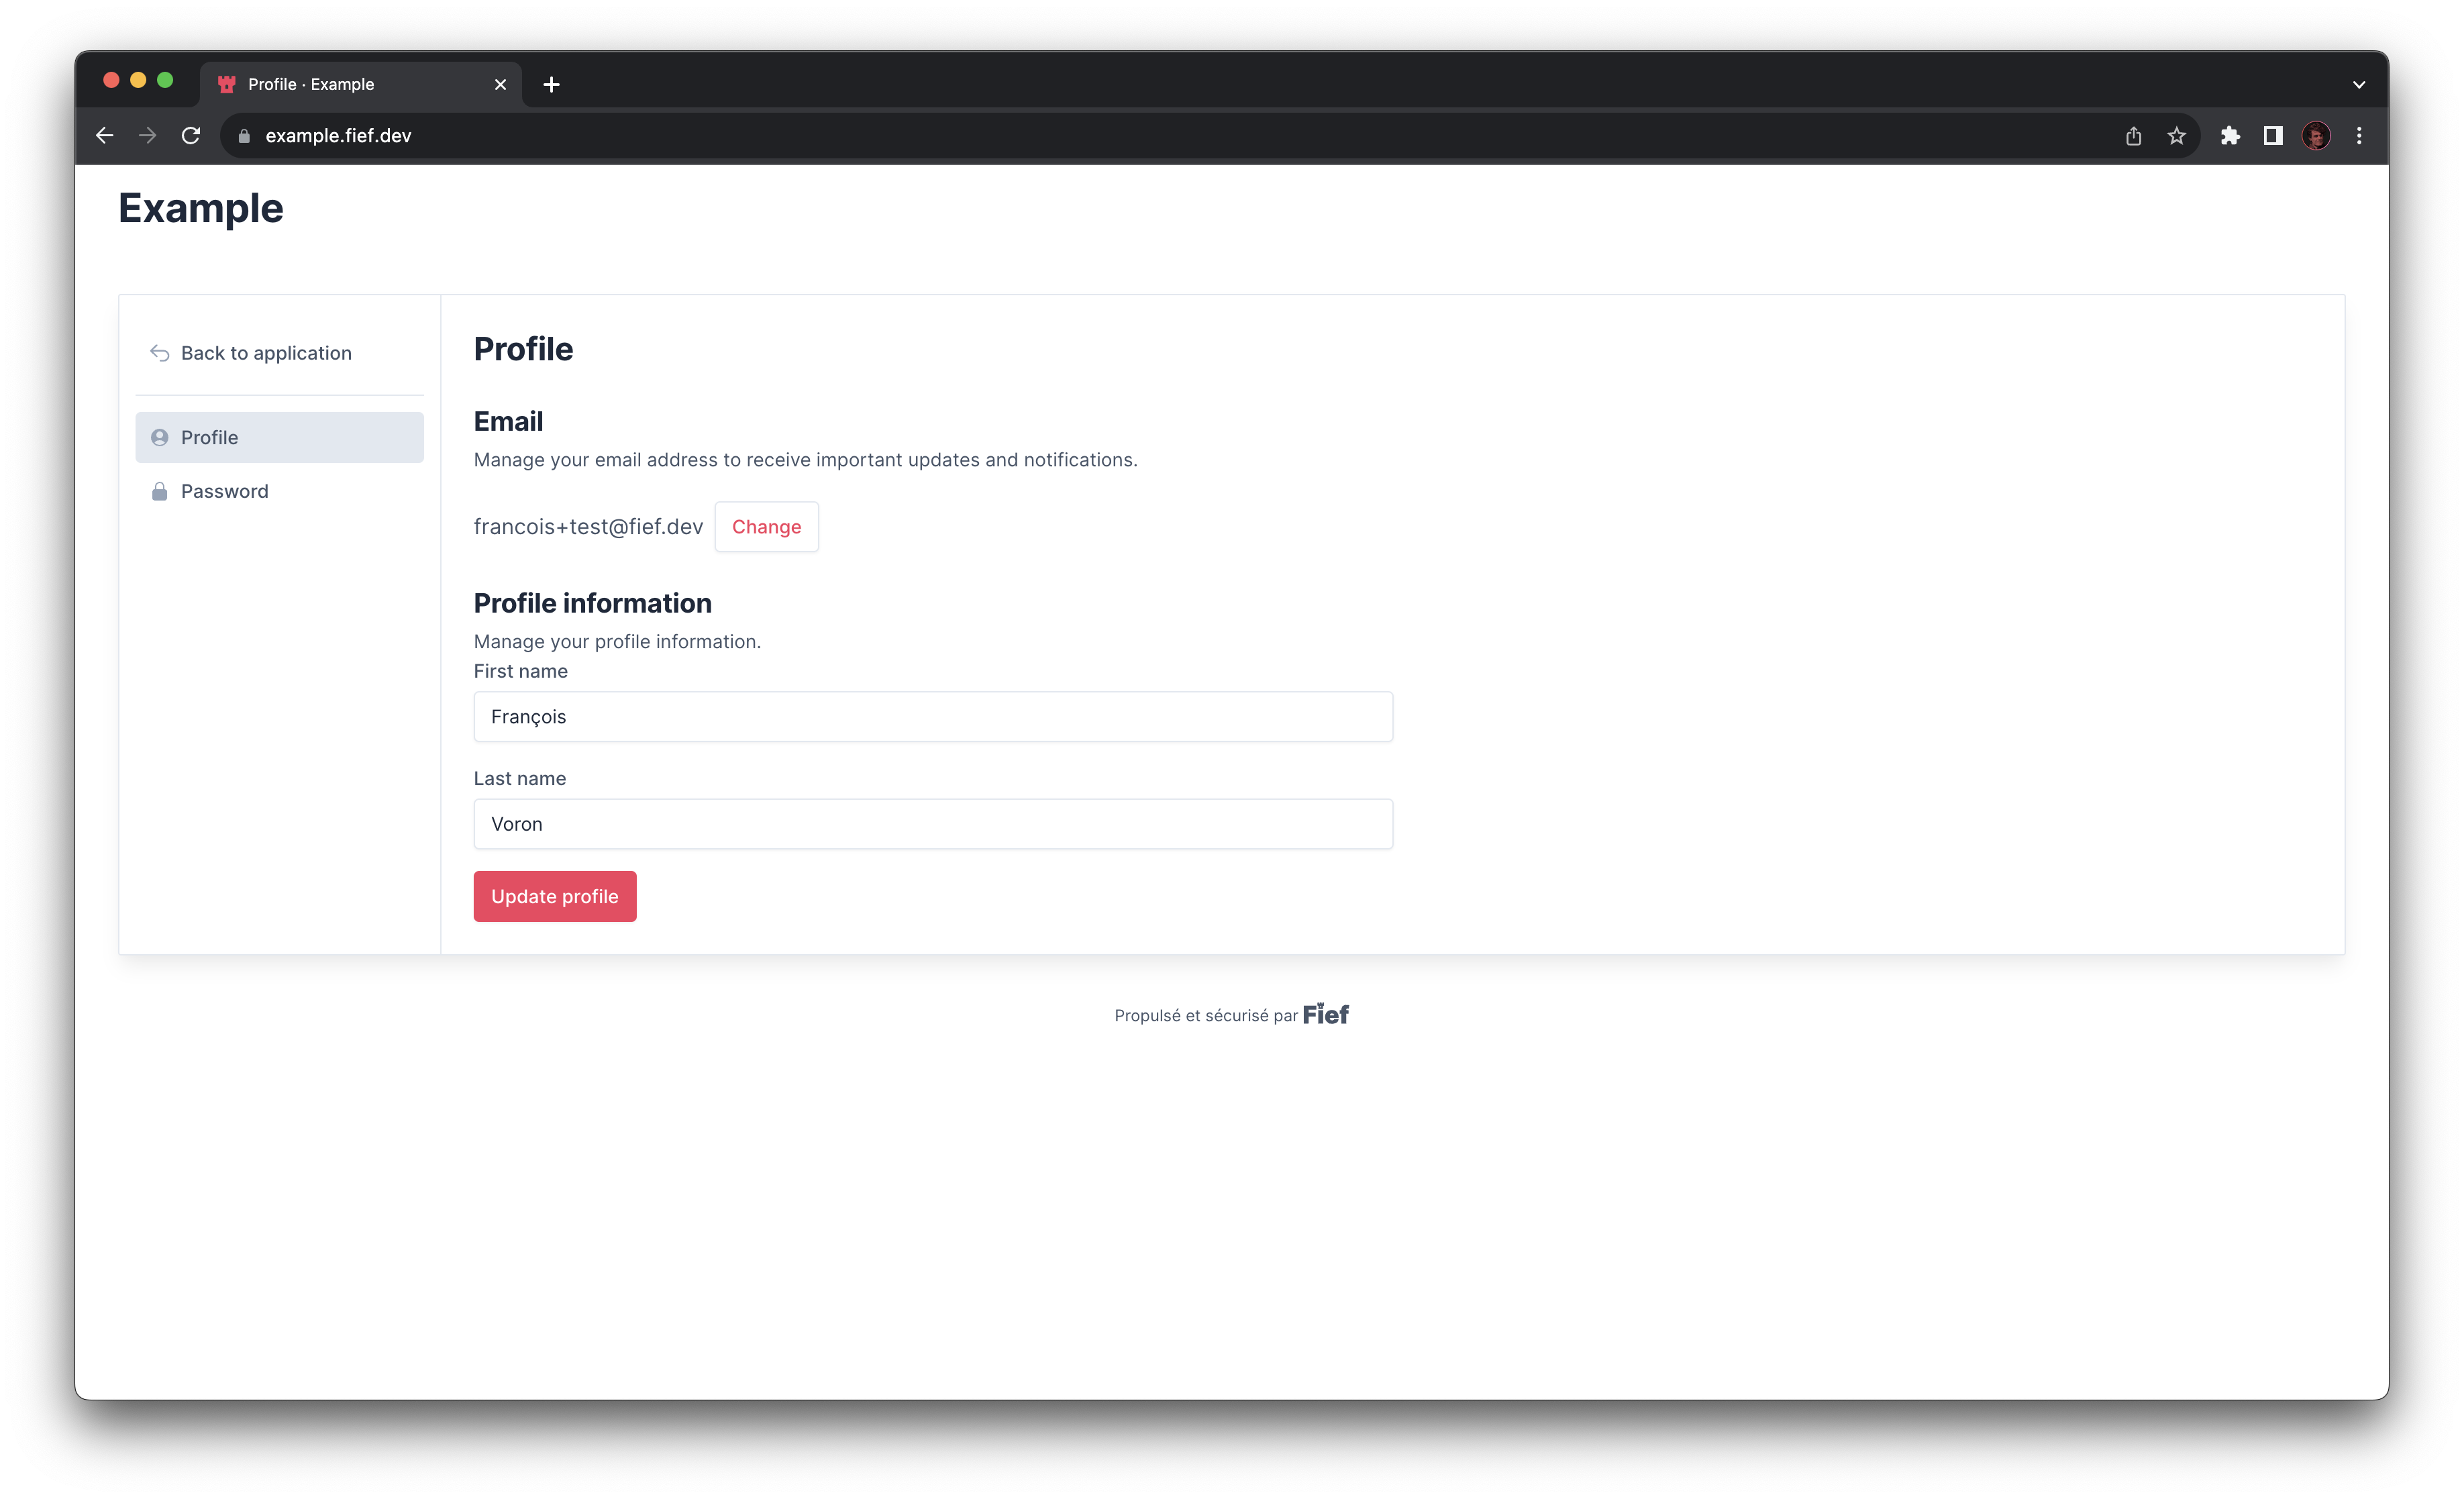 Profile · Example
example.fief.dev
Example
Back to application
Profile
Password
Profile
Email
Manage your email address to receive important updates and notifications.
francois+test@fief.dev Change
Profile information
Manage your profile information.
First name
François
Last name
Voron
Update profile
Propulsé et sécurisé par Fief